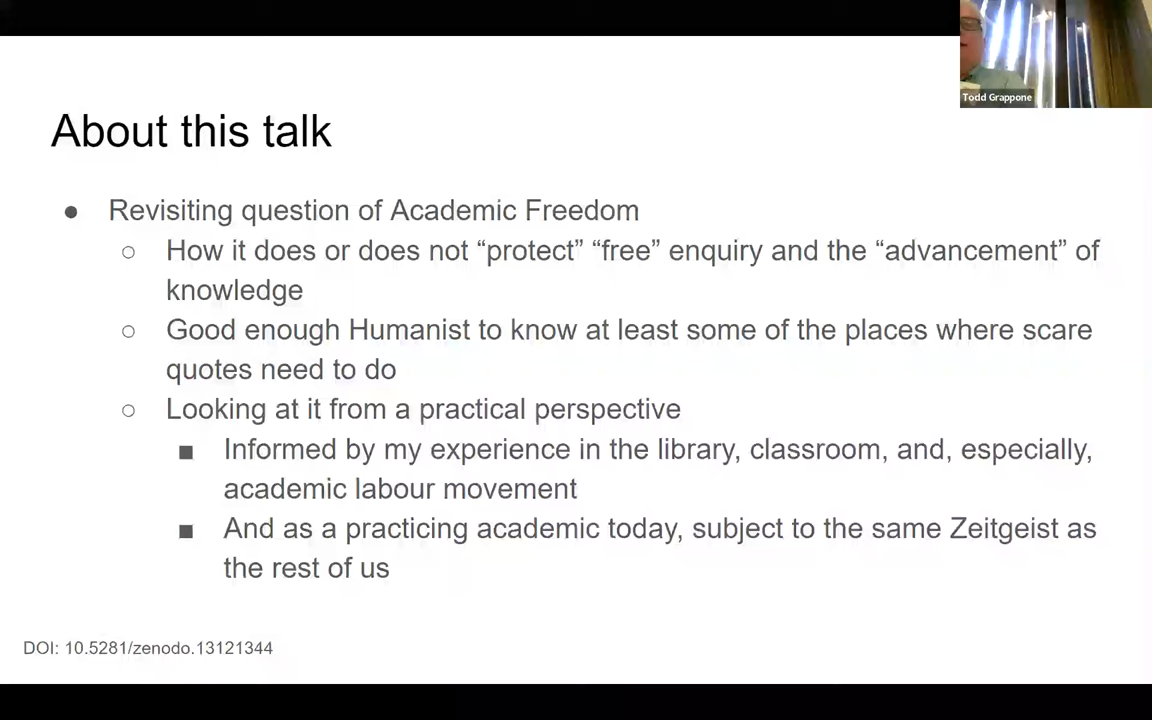 Todd Grappone
About this talk
● Revisiting question of Academic Freedom
○ How it does or does not “protect” “free” enquiry and the “advancement” of
knowledge
○ Good enough Humanist to know at least some of the places where scare
quotes need to do
○ Looking at it from a practical perspective
■ Informed by my experience in the library, classroom, and, especially,
academic labour movement
■ And as a practicing academic today, subject to the same Zeitgeist as
the rest of us
DOI: 10.5281/zenodo.13121344